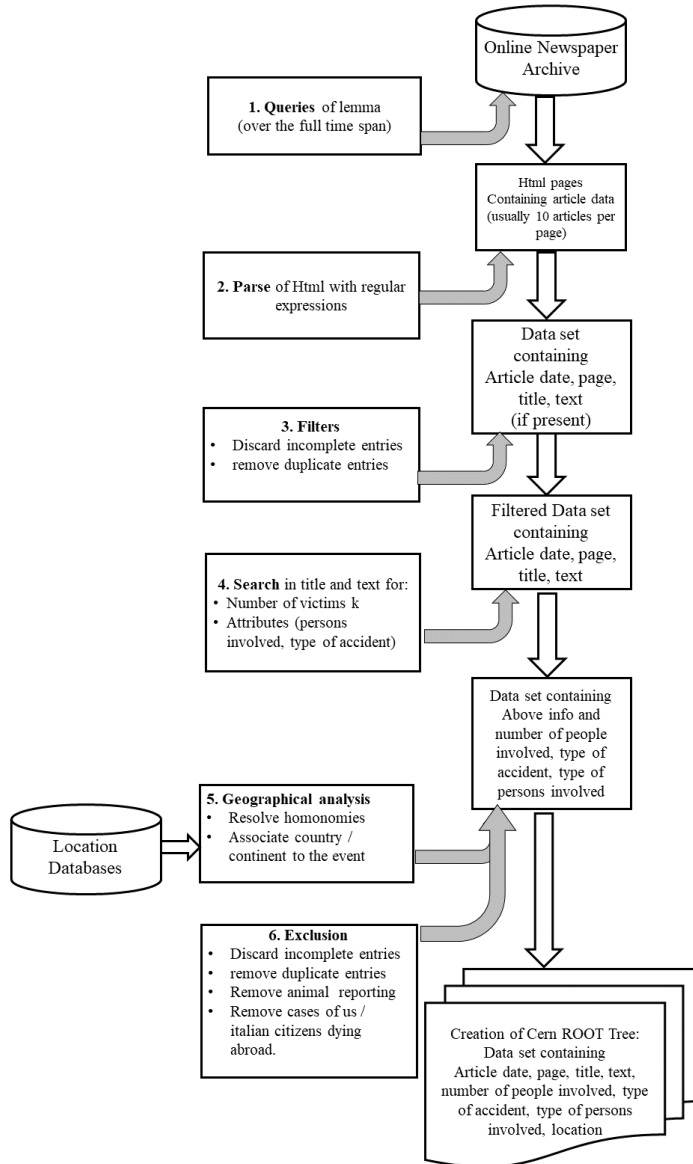 Online Newspaper
Archive
1. Queries of lemma
(over the full time span)
Html pages
Containing article data
(usually 10 articles per
page)
2. Parse of Html with regular
expressions
Data set
containing
Article date, page,
title, text
(if present)
3. Filters
• Discard incomplete entries
• remove duplicate entries
Filtered Data set
containing
Article date, page,
title, text
4. Search in title and text for:
• Number of victims k
• Attributes (persons
involved, type of accident)
Data set containing
Above info and
number of people
involved, type of
accident, type of
persons involved
5. Geographical analysis
• Resolve homonomies
• Associate country /
continent to the event
Location
Databases
6. Exclusion
• Discard incomplete entries
• remove duplicate entries
• Remove animal reporting
• Remove cases of us /
italian citizens dying
abroad.
Creation of Cern ROOT Tree:
Data set containing
Article date, page, title, text,
number of people involved, type
of accident, type of persons
involved, location